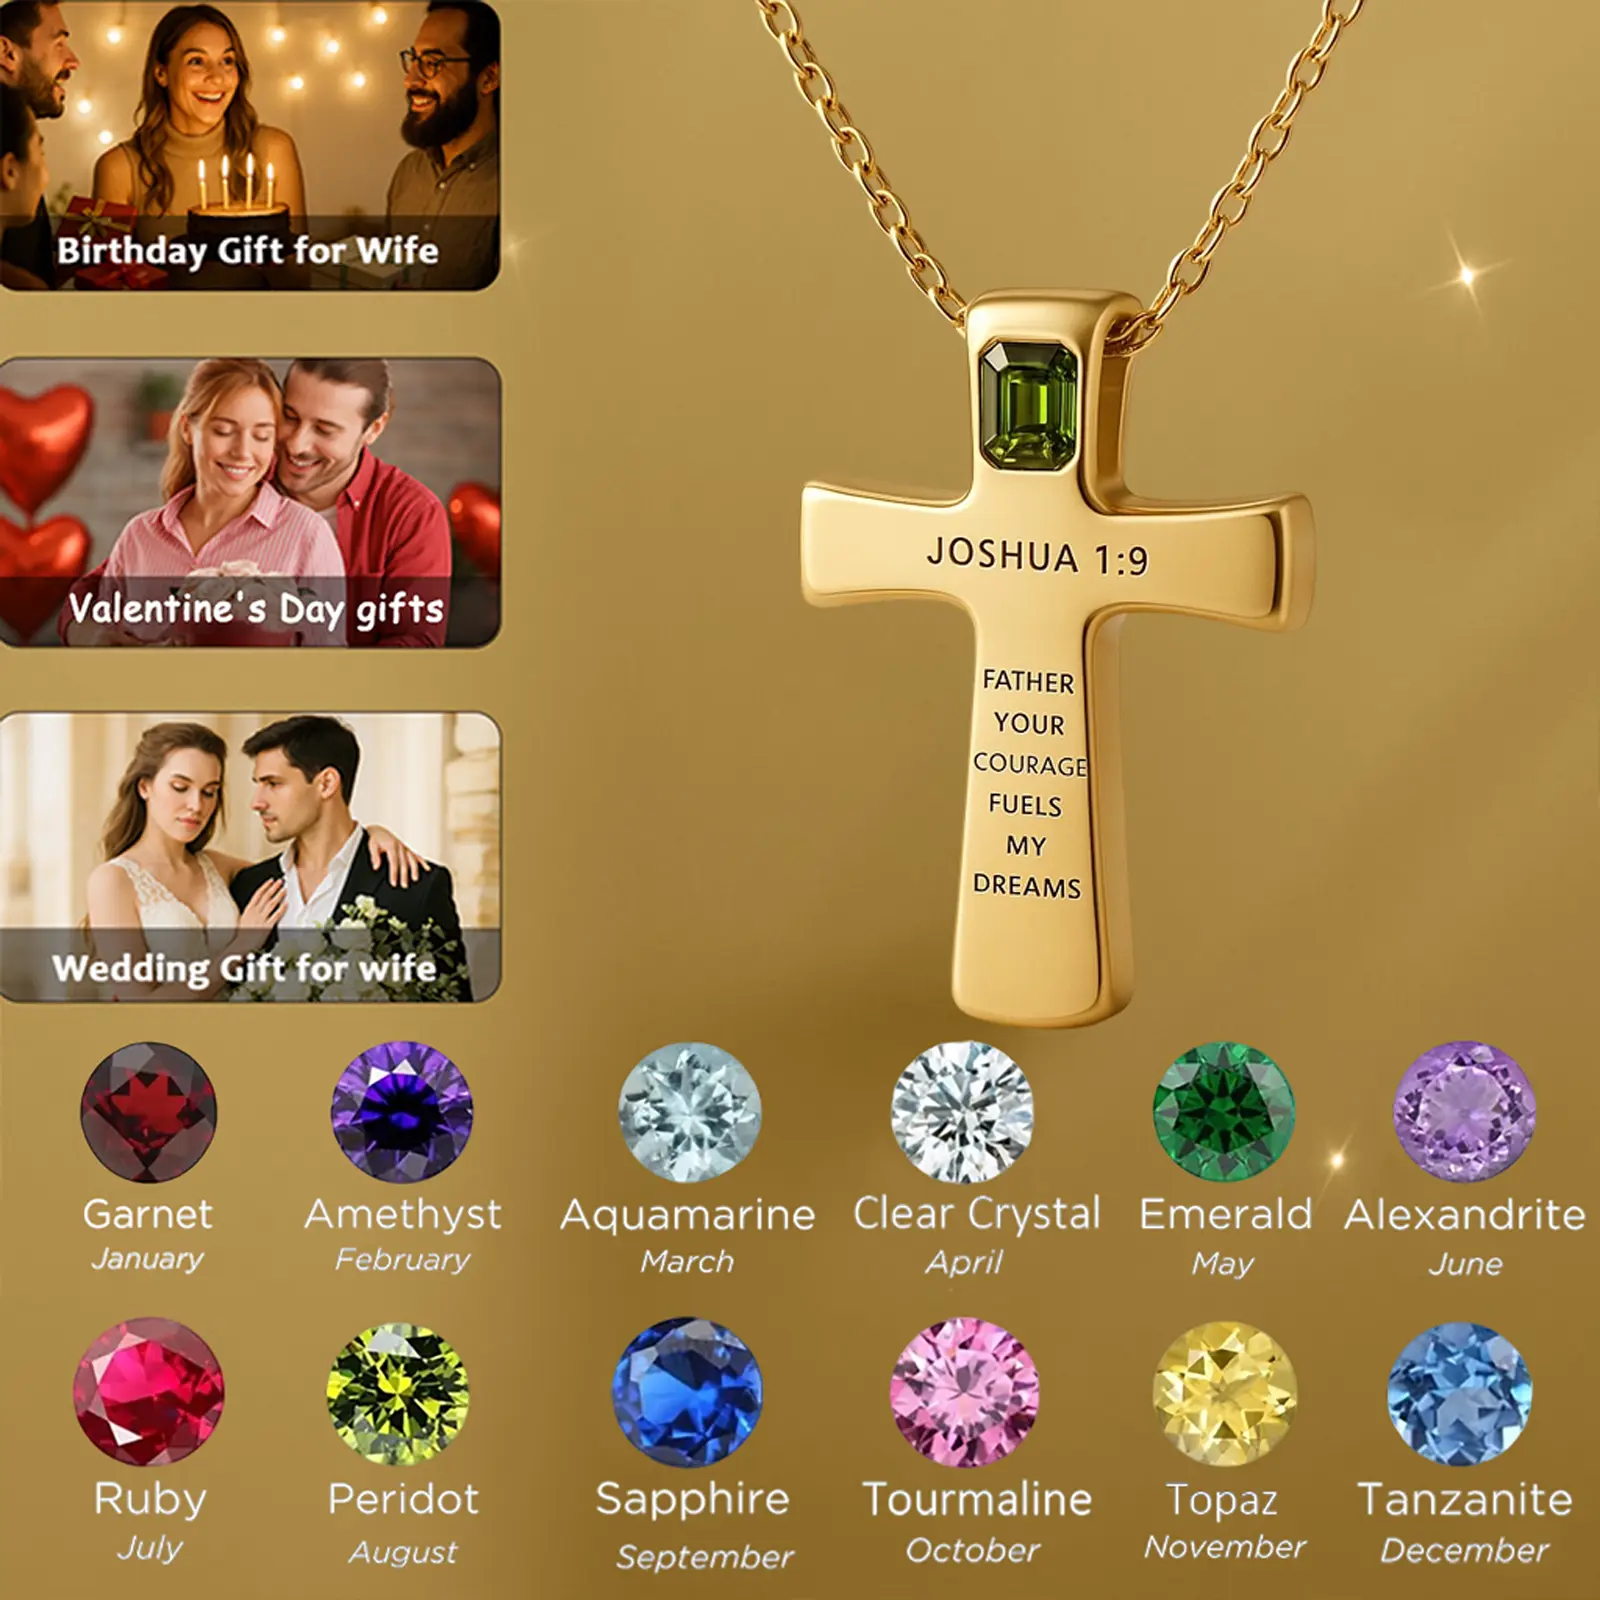 Birthday Gift for Wife
Valentine's Day gifts
Wedding Gift for wife
JOSHUA 1:9
FATHER
YOUR
COURAGE
FUELS
MY
DREAMS
Garnet
January
Amethyst
February
Aquamarine
March
Clear Crystal
April
Emerald
May
Alexandrite
June
Ruby
July
Peridot
August
Sapphire
September
Tourmaline
October
Topaz
November
Tanzanite
December